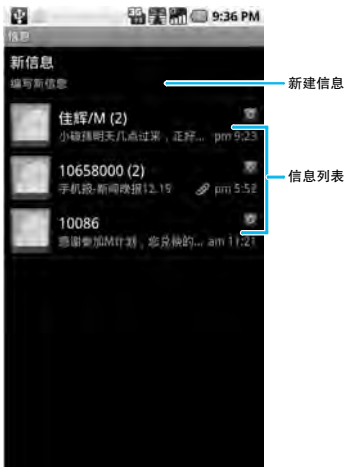 9:36 PM
信息
新信息
编写新信息
新建信息
佳辉/M (2)
小破孩明天几点过来，正好... pm 9:23
信息列表
10658000 (2)
手机报-新闻晚报12.19 pm 5:52
10086
感谢参加M计划，您兑换的... am 11:21